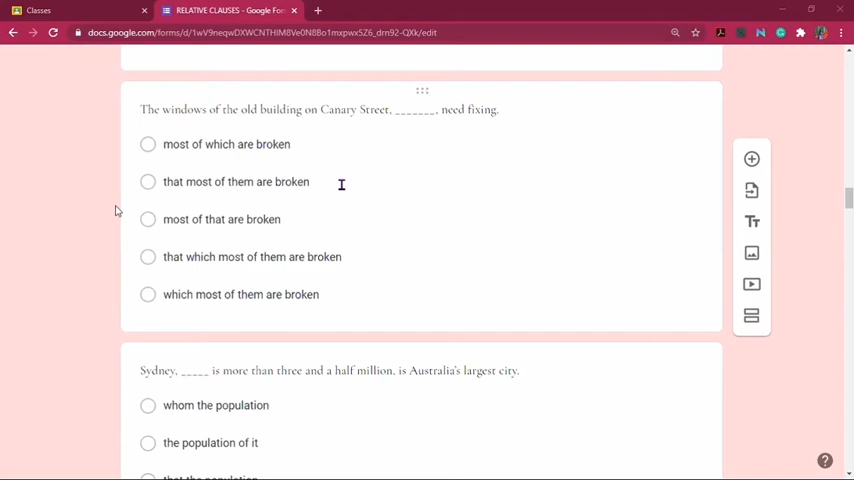 Classes
RELATIVE CLAUSES - Google For
docs.google.com/forms/d/1wV9neqwDXWCNTHIM8Ve0N8Bo1mxpwx5Z6_drn92-QXk/edit
The windows of the old building on Canary Street, _______, need fixing.
most of which are broken
that most of them are broken
most of that are broken
that which most of them are broken
which most of them are broken
Sydney, _____ is more than three and a half million, is Australia's largest city.
whom the population
the population of it
that the population